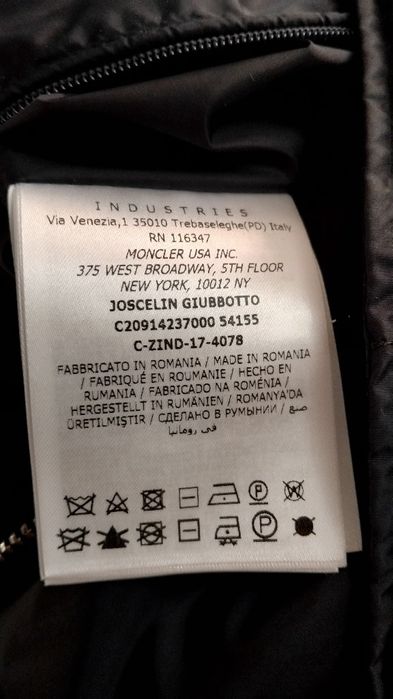 INDUSTRIES
Via Venezia,1 35010 Trebaseleghe(PD) Italy
RN 116347
MONCLER USA INC.
375 WEST BROADWAY, 5TH FLOOR
NEW YORK, 10012 NY
JOSCELIN GIUBBOTTO
C20914237000 54155
C-ZIND-17-4078
FABBRICATO IN ROMANIA / MADE IN ROMANIA
/ FABRIQUÉ EN ROUMANIE / HECHO EN
RUMANIA / FABRICADO NA ROMÉNIA /
HERGESTELLT IN RUMÄNIEN / ROMANYA'DA
ÜRETILMIŞTIR / СДЕЛАНО В РУМЫНИИ / صنع
في رومانيا
P W
P